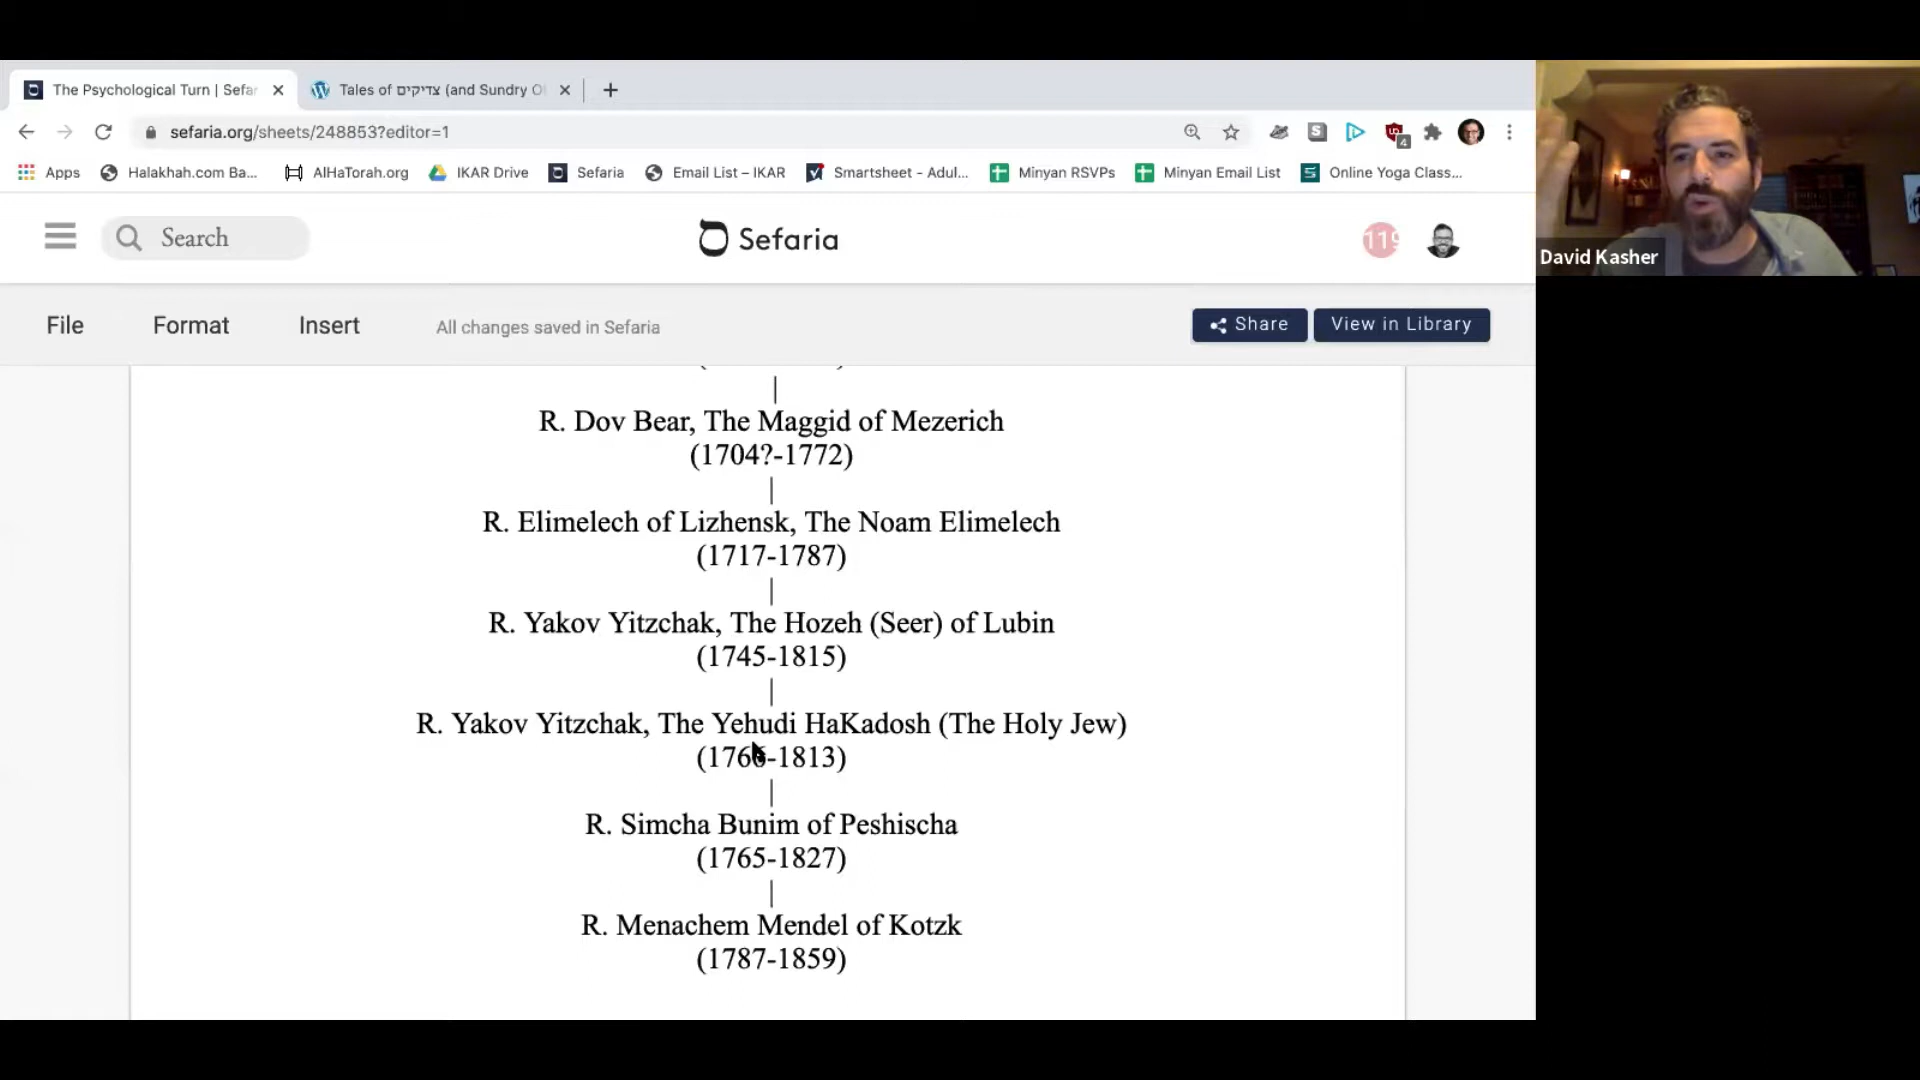 The Psychological Turn | Sefar
Tales of צדיקים (and Sundry O
sefaria.org/sheets/248853?editor=1
4
Apps
Halakhah.com Ba...
AlHaTorah.org
IKAR Drive
Sefaria
Email List – IKAR
Smartsheet - Adul...
Minyan RSVPs
Minyan Email List
Online Yoga Class...
Search
Sefaria
119
David Kasher
File
Format
Insert
All changes saved in Sefaria
Share
View in Library
R. Dov Bear, The Maggid of Mezerich
(1704?-1772)
R. Elimelech of Lizhensk, The Noam Elimelech
(1717-1787)
R. Yakov Yitzchak, The Hozeh (Seer) of Lubin
(1745-1815)
R. Yakov Yitzchak, The Yehudi HaKadosh (The Holy Jew)
(1766-1813)
R. Simcha Bunim of Peshischa
(1765-1827)
R. Menachem Mendel of Kotzk
(1787-1859)